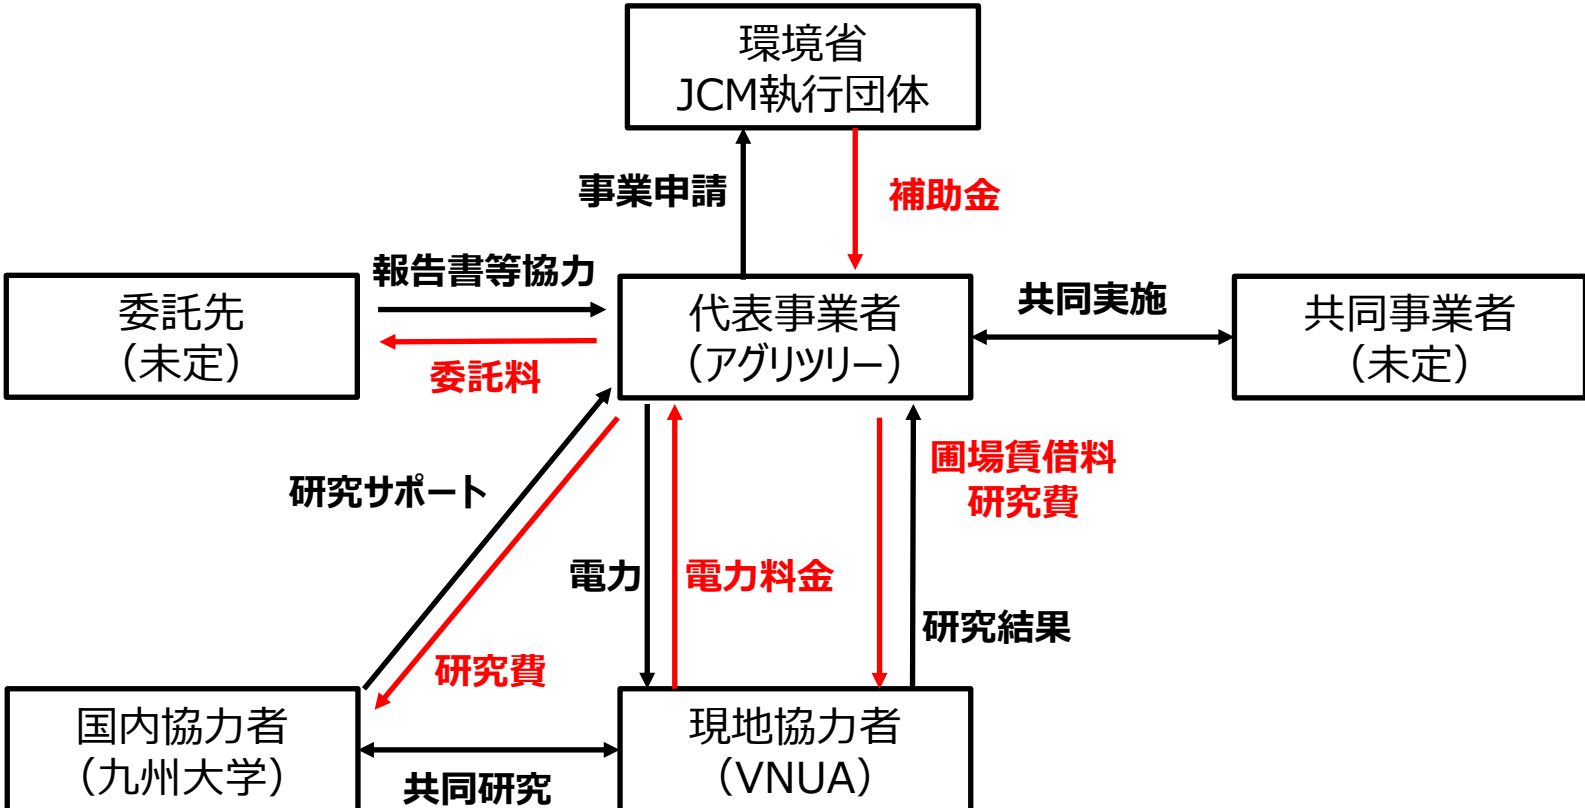 環境省
JCM執行団体
事業申請
補助金
報告書等協力
委託先
（未定）
委託料
代表事業者
（アグリツリー）
共同実施
共同事業者
（未定）
研究サポート
圃場賃借料
研究費
電力
電力料金
研究結果
研究費
国内協力者
（九州大学）
共同研究
現地協力者
（VNUA）